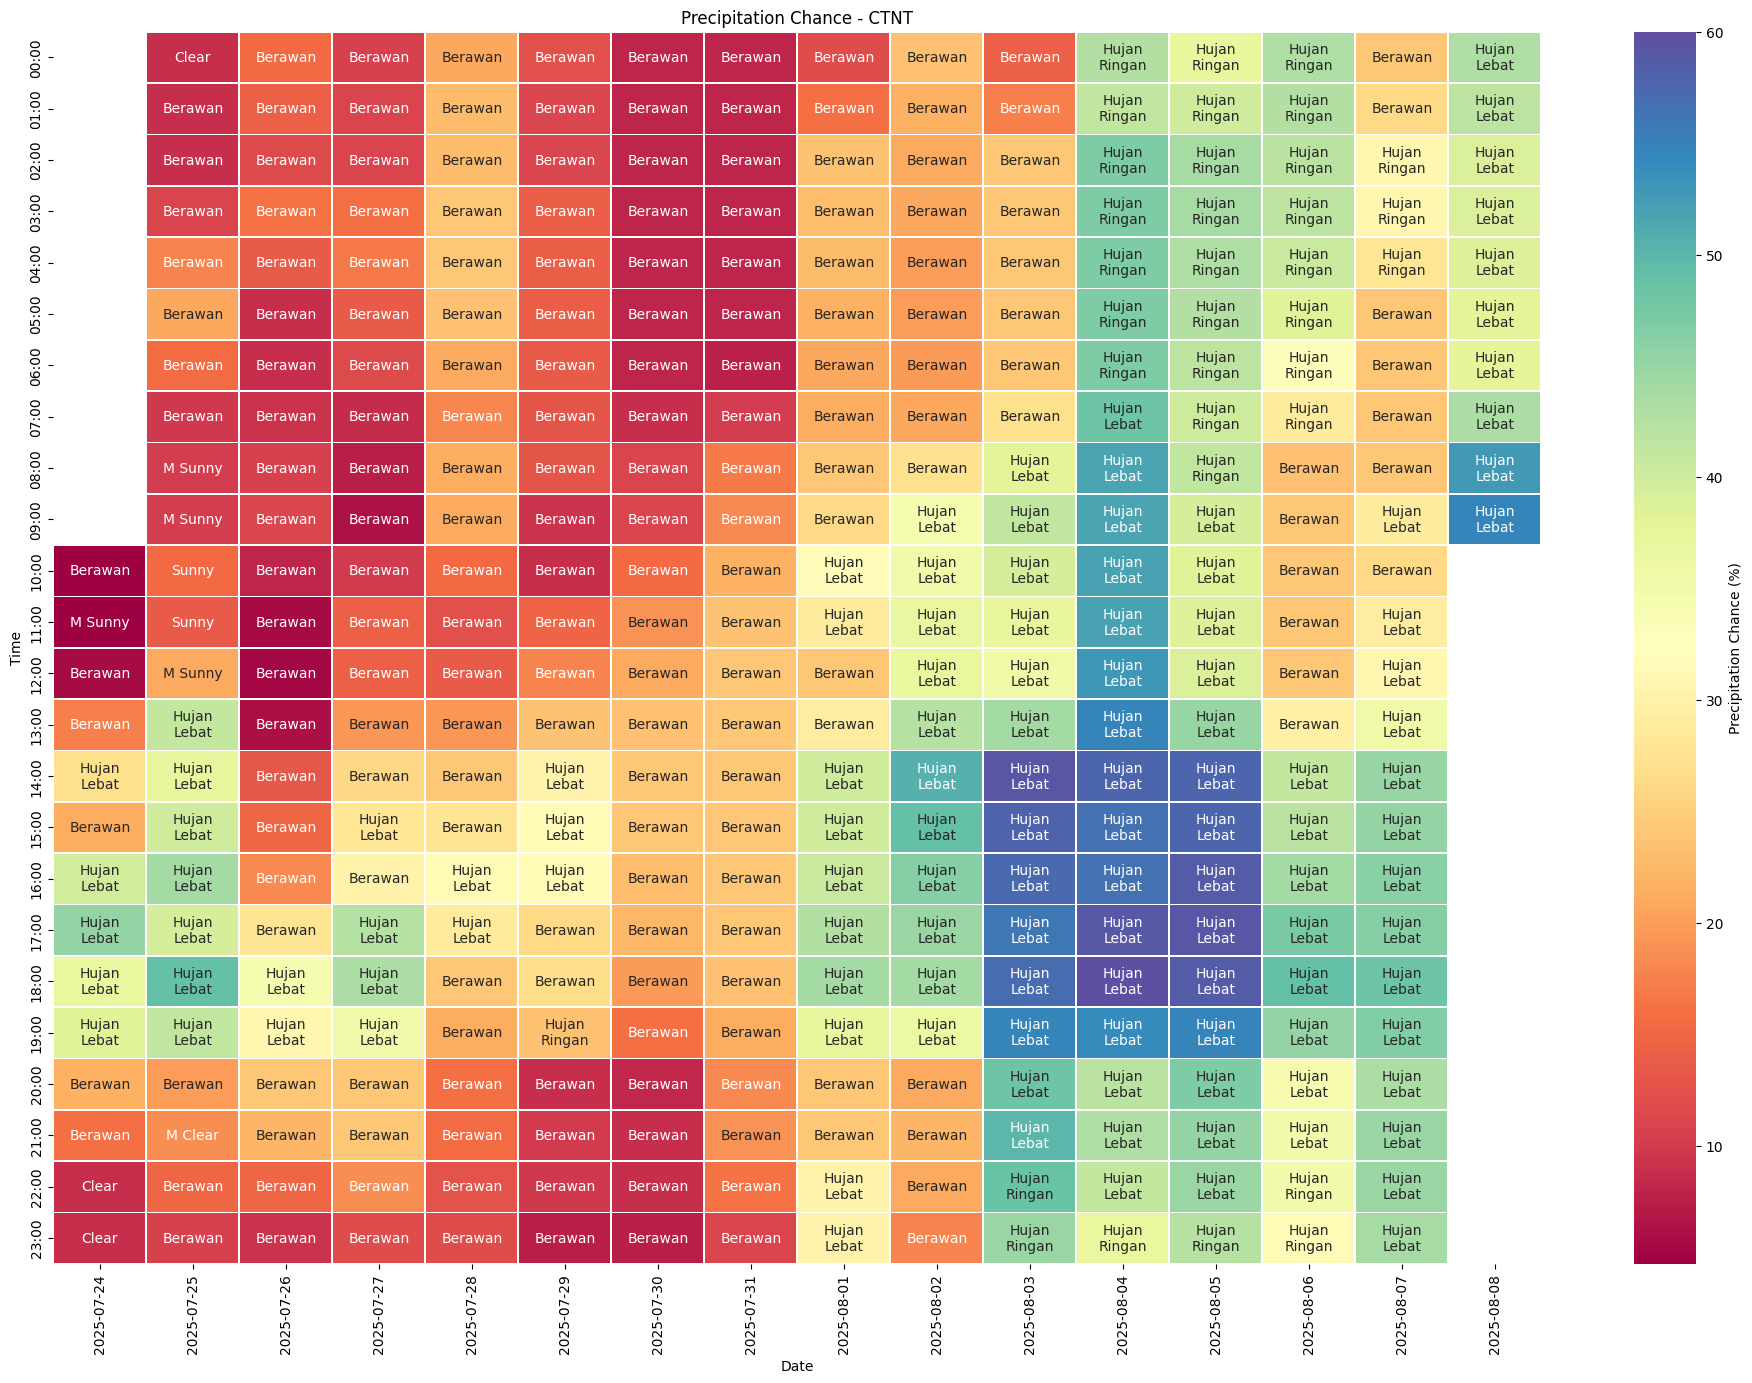 Precipitation Chance - CTNT
00:00 Clear Berawan Berawan Berawan Berawan Berawan Berawan Berawan Berawan Berawan Hujan Ringan Hujan Ringan Hujan Ringan Berawan Hujan Lebat 60
01:00 Berawan Berawan Berawan Berawan Berawan Berawan Berawan Berawan Berawan Berawan Hujan Ringan Hujan Ringan Hujan Ringan Berawan Hujan Lebat
02:00 Berawan Berawan Berawan Berawan Berawan Berawan Berawan Berawan Berawan Berawan Hujan Ringan Hujan Ringan Hujan Ringan Hujan Ringan Hujan Lebat
03:00 Berawan Berawan Berawan Berawan Berawan Berawan Berawan Berawan Berawan Berawan Hujan Ringan Hujan Ringan Hujan Ringan Hujan Ringan Hujan Lebat
04:00 Berawan Berawan Berawan Berawan Berawan Berawan Berawan Berawan Berawan Berawan Hujan Ringan Hujan Ringan Hujan Ringan Hujan Ringan Hujan Lebat 50
05:00 Berawan Berawan Berawan Berawan Berawan Berawan Berawan Berawan Berawan Berawan Hujan Ringan Hujan Ringan Hujan Ringan Berawan Hujan Lebat
06:00 Berawan Berawan Berawan Berawan Berawan Berawan Berawan Berawan Berawan Berawan Hujan Ringan Hujan Ringan Hujan Ringan Berawan Hujan Lebat
07:00 Berawan Berawan Berawan Berawan Berawan Berawan Berawan Berawan Berawan Berawan Hujan Lebat Hujan Ringan Hujan Ringan Berawan Hujan Lebat
08:00 M Sunny Berawan Berawan Berawan Berawan Berawan Berawan Berawan Berawan Hujan Lebat Hujan Lebat Hujan Ringan Berawan Berawan Hujan Lebat 40
09:00 M Sunny Berawan Berawan Berawan Berawan Berawan Berawan Berawan Hujan Lebat Hujan Lebat Hujan Lebat Hujan Lebat Berawan Hujan Lebat Hujan Lebat
10:00 Berawan Sunny Berawan Berawan Berawan Berawan Berawan Berawan Hujan Lebat Hujan Lebat Hujan Lebat Hujan Lebat Hujan Lebat Berawan Berawan
11:00 M Sunny Sunny Berawan Berawan Berawan Berawan Berawan Berawan Hujan Lebat Hujan Lebat Hujan Lebat Hujan Lebat Hujan Lebat Berawan Hujan Lebat
Time
Precipitation Chance (%)
12:00 Berawan M Sunny Berawan Berawan Berawan Berawan Berawan Berawan Berawan Hujan Lebat Hujan Lebat Hujan Lebat Hujan Lebat Berawan Hujan Lebat
13:00 Berawan Hujan Lebat Berawan Berawan Berawan Berawan Berawan Berawan Berawan Hujan Lebat Hujan Lebat Hujan Lebat Hujan Lebat Berawan Hujan Lebat 30
14:00 Hujan Lebat Hujan Lebat Berawan Berawan Berawan Hujan Lebat Berawan Berawan Hujan Lebat Hujan Lebat Hujan Lebat Hujan Lebat Hujan Lebat Hujan Lebat Hujan Lebat
15:00 Berawan Hujan Lebat Berawan Hujan Lebat Berawan Hujan Lebat Berawan Berawan Hujan Lebat Hujan Lebat Hujan Lebat Hujan Lebat Hujan Lebat Hujan Lebat Hujan Lebat
16:00 Hujan Lebat Hujan Lebat Berawan Berawan Hujan Lebat Hujan Lebat Berawan Berawan Hujan Lebat Hujan Lebat Hujan Lebat Hujan Lebat Hujan Lebat Hujan Lebat Hujan Lebat
17:00 Hujan Lebat Hujan Lebat Berawan Hujan Lebat Hujan Lebat Berawan Berawan Berawan Hujan Lebat Hujan Lebat Hujan Lebat Hujan Lebat Hujan Lebat Hujan Lebat Hujan Lebat 20
18:00 Hujan Lebat Hujan Lebat Hujan Lebat Hujan Lebat Berawan Berawan Berawan Berawan Hujan Lebat Hujan Lebat Hujan Lebat Hujan Lebat Hujan Lebat Hujan Lebat Hujan Lebat
19:00 Hujan Lebat Hujan Lebat Hujan Lebat Hujan Lebat Berawan Hujan Ringan Berawan Berawan Hujan Lebat Hujan Lebat Hujan Lebat Hujan Lebat Hujan Lebat Hujan Lebat Hujan Lebat
20:00 Berawan Berawan Berawan Berawan Berawan Berawan Berawan Berawan Berawan Berawan Hujan Lebat Hujan Lebat Hujan Lebat Hujan Lebat Hujan Lebat
21:00 Berawan M Clear Berawan Berawan Berawan Berawan Berawan Berawan Berawan Berawan Hujan Lebat Hujan Lebat Hujan Lebat Hujan Lebat Hujan Lebat 10
22:00 Clear Berawan Berawan Berawan Berawan Berawan Berawan Berawan Hujan Lebat Berawan Hujan Ringan Hujan Lebat Hujan Lebat Hujan Ringan Hujan Lebat
23:00 Clear Berawan Berawan Berawan Berawan Berawan Berawan Berawan Hujan Lebat Berawan Hujan Ringan Hujan Ringan Hujan Ringan Hujan Ringan Hujan Lebat
2025-07-24 2025-07-25 2025-07-26 2025-07-27 2025-07-28 2025-07-29 2025-07-30 2025-07-31 2025-08-01 2025-08-02 2025-08-03 2025-08-04 2025-08-05 2025-08-06 2025-08-07 2025-08-08
Date